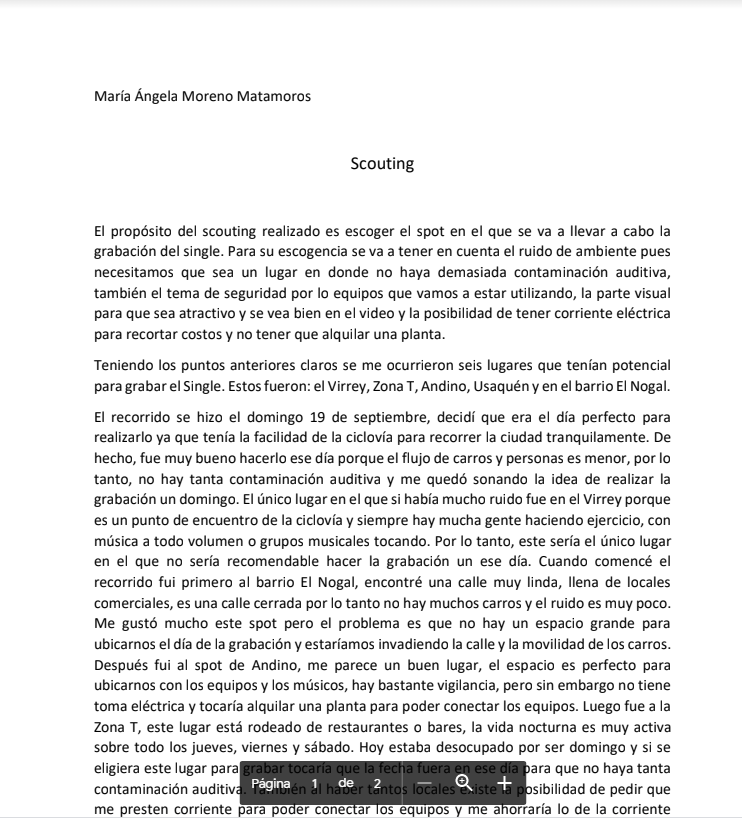 María Ángela Moreno Matamoros
Scouting
El propósito del scouting realizado es escoger el spot en el que se va a llevar a cabo la
grabación del single. Para su escogencia se va a tener en cuenta el ruido de ambiente pues
necesitamos que sea un lugar en donde no haya demasiada contaminación auditiva,
también el tema de seguridad por lo equipos que vamos a estar utilizando, la parte visual
para que sea atractivo y se vea bien en el video y la posibilidad de tener corriente eléctrica
para recortar costos y no tener que alquilar una planta.
Teniendo los puntos anteriores claros se me ocurrieron seis lugares que tenían potencial
para grabar el Single. Estos fueron: el Virrey, Zona T, Andino, Usaquén y en el barrio El Nogal.
El recorrido se hizo el domingo 19 de septiembre, decidí que era el día perfecto para
realizarlo ya que tenía la facilidad de la ciclovía para recorrer la ciudad tranquilamente. De
hecho, fue muy bueno hacerlo ese día porque el flujo de carros y personas es menor, por lo
tanto, no hay tanta contaminación auditiva y me quedó sonando la idea de realizar la
grabación un domingo. El único lugar en el que si había mucho ruido fue en el Virrey porque
es un punto de encuentro de la ciclovía y siempre hay mucha gente haciendo ejercicio, con
música a todo volumen o grupos musicales tocando. Por lo tanto, este sería el único lugar
en el que no sería recomendable hacer la grabación un ese día. Cuando comencé el
recorrido fui primero al barrio El Nogal, encontré una calle muy linda, llena de locales
comerciales, es una calle cerrada por lo tanto no hay muchos carros y el ruido es muy poco.
Me gustó mucho este spot pero el problema es que no hay un espacio grande para
ubicarnos el día de la grabación y estaríamos invadiendo la calle y la movilidad de los carros.
Después fui al spot de Andino, me parece un buen lugar, el espacio es perfecto para
ubicarnos con los equipos y los músicos, hay bastante vigilancia, pero sin embargo no tiene
toma eléctrica y tocaría alquilar una planta para poder conectar los equipos. Luego fue a la
Zona T, este lugar está rodeado de restaurantes o bares, la vida nocturna es muy activa
sobre todo los jueves, viernes y sábado. Hoy estaba desocupado por ser domingo y si se
eligiera este lugar para grabar tocaría que la fecha fuera en ese día para que no haya tanta
contaminación auditiva. También al haber tantos locales existe la posibilidad de pedir que
me presten corriente para poder conectar los equipos y me ahorraría lo de la corriente
Página 1 de 2